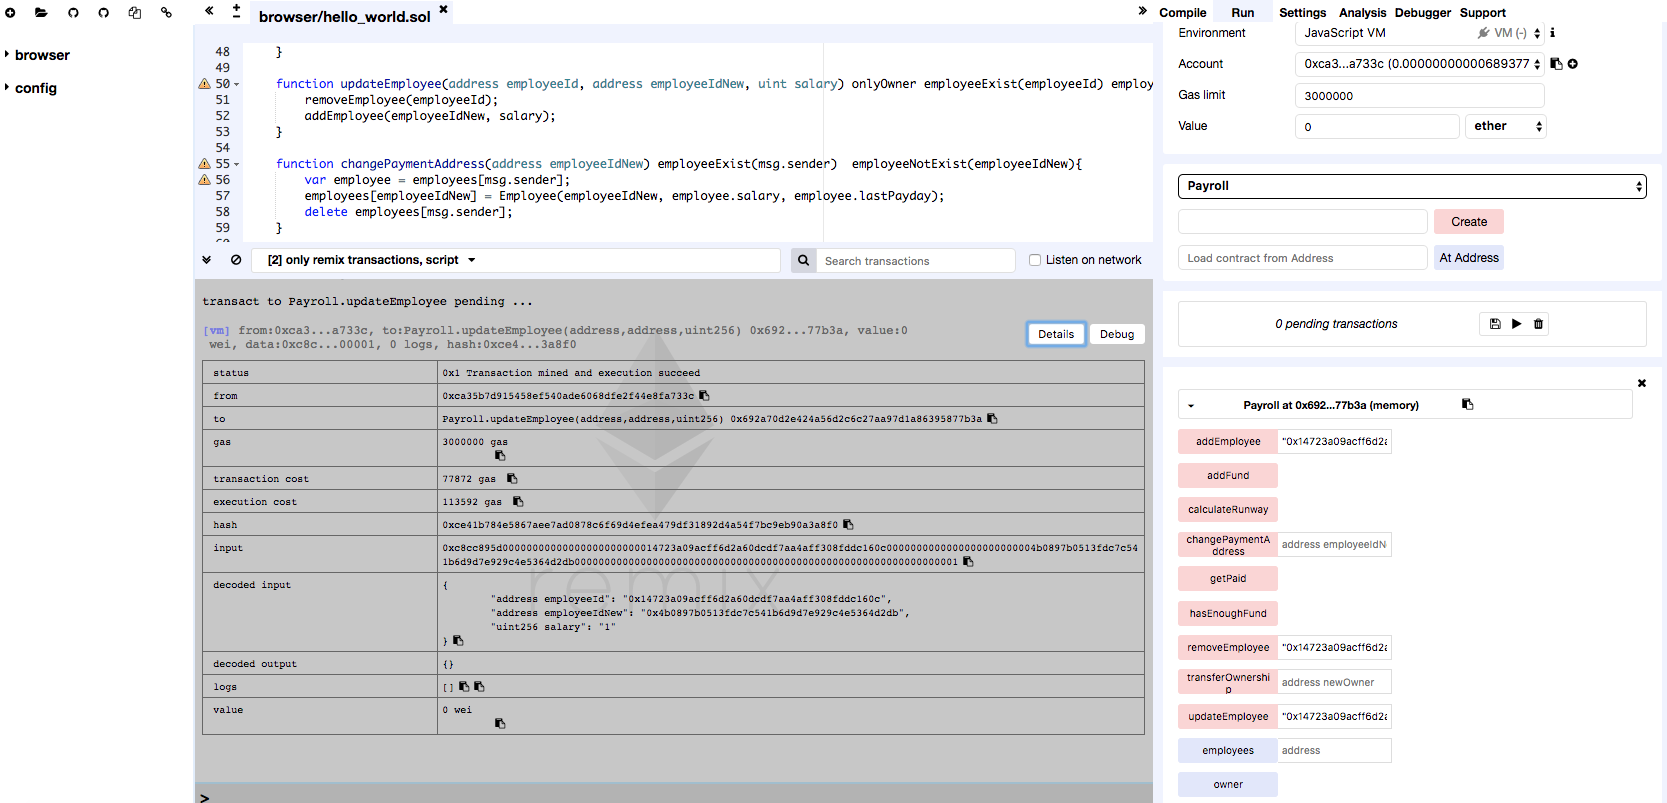 browser
config
browser/hello_world.sol
48 }
49
50 function updateEmployee(address employeeId, address employeeIdNew, uint salary) onlyOwner employeeExist(employeeId) employ
51 removeEmployee(employeeId);
52 addEmployee(employeeIdNew, salary);
53 }
54
55 function changePaymentAddress(address employeeIdNew) employeeExist(msg.sender)  employeeNotExist(employeeIdNew){
56 var employee = employees[msg.sender];
57 employees[employeeIdNew] = Employee(employeeIdNew, employee.salary, employee.lastPayday);
58 delete employees[msg.sender];
59 }
[2] only remix transactions, script
Search transactions
Listen on network
transact to Payroll.updateEmployee pending ...
[vm] from:0xca3...a733c, to:Payroll.updateEmployee(address,address,uint256) 0x692...77b3a, value:0
wei, data:0xc8c...00001, 0 logs, hash:0xce4...3a8f0
Details
Debug
status 0x1 Transaction mined and execution succeed
from 0xca35b7d915458ef540ade6068dfe2f44e8fa733c
to Payroll.updateEmployee(address,address,uint256) 0x692a70d2e424a56d2c6c27aa97d1a86395877b3a
gas 3000000 gas
transaction cost 77872 gas
execution cost 113592 gas
hash 0xce41b784e5867aee7ad0878c6f69d4efea479df31892d4a54f7bc9eb90a3a8f0
input 0xc8cc895d00000000000000000000000014723a09acff6d2a60dcdf7aa4aff308fddc160c0000000000000000000000004b0897b0513fdc7c54
1b6d9d7e929c4e5364d2db0000000000000000000000000000000000000000000000000000000000000001
decoded input {
"address employeeId": "0x14723a09acff6d2a60dcdf7aa4aff308fddc160c",
"address employeeIdNew": "0x4b0897b0513fdc7c541b6d9d7e929c4e5364d2db",
"uint256 salary": "1"
}
decoded output {}
logs []
value 0 wei
remix
>
Compile Run Settings Analysis Debugger Support
Environment JavaScript VM VM (-)
Account 0xca3...a733c (0.00000000000689377
Gas limit 3000000
Value 0 ether
Payroll
Create
Load contract from Address At Address
0 pending transactions
Payroll at 0x692...77b3a (memory)
addEmployee "0x14723a09acff6d2a
addFund
calculateRunway
changePaymentA
ddress address employeeIdN
getPaid
hasEnoughFund
removeEmployee "0x14723a09acff6d2a
transferOwnershi
p address newOwner
updateEmployee "0x14723a09acff6d2a
employees address
owner